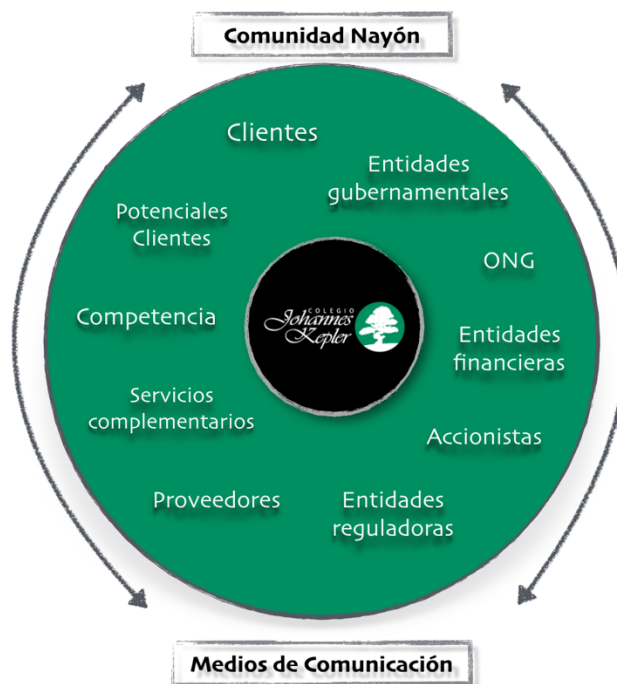 Comunidad Nayón
Clientes
Entidades
gubernamentales
Potenciales
Clientes
ONG
COLEGIO
Johannes
Kepler
Competencia
Entidades
financieras
Servicios
complementarios
Accionistas
Proveedores
Entidades
reguladoras
Medios de Comunicación